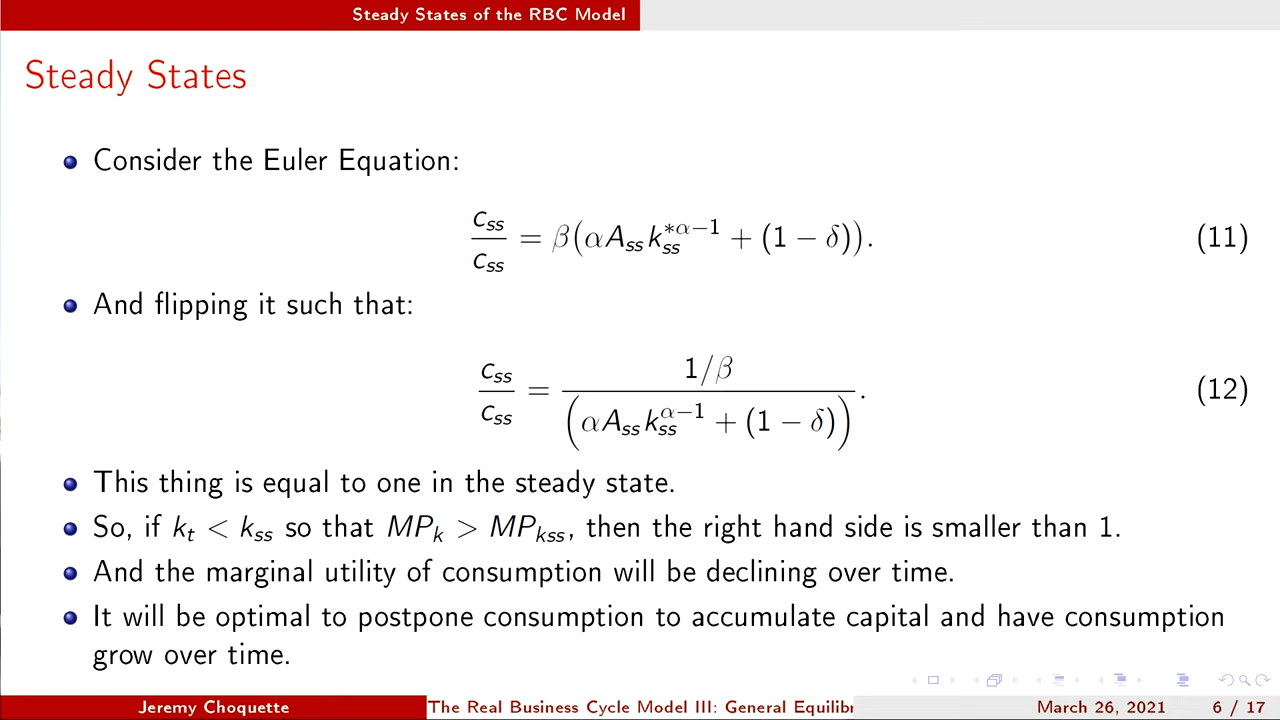 Steady States of the RBC Model
Steady States
Consider the Euler Equation:
c_ss / c_ss = β(αA_ss k_ss^{*α−1} + (1 − δ)). (11)
And flipping it such that:
c_ss / c_ss = 1/β / (αA_ss k_ss^{α−1} + (1 − δ)). (12)
This thing is equal to one in the steady state.
So, if k_t < k_ss so that MP_k > MP_kss, then the right hand side is smaller than 1.
And the marginal utility of consumption will be declining over time.
It will be optimal to postpone consumption to accumulate capital and have consumption
grow over time.
Jeremy Choquette The Real Business Cycle Model III: General Equilibr March 26, 2021 6 / 17